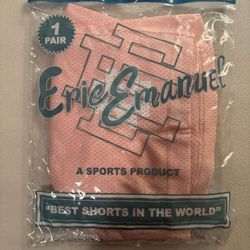 1
PAIR
Eric Emanuel
A SPORTS PRODUCT
"BEST SHORTS IN THE WORLD"